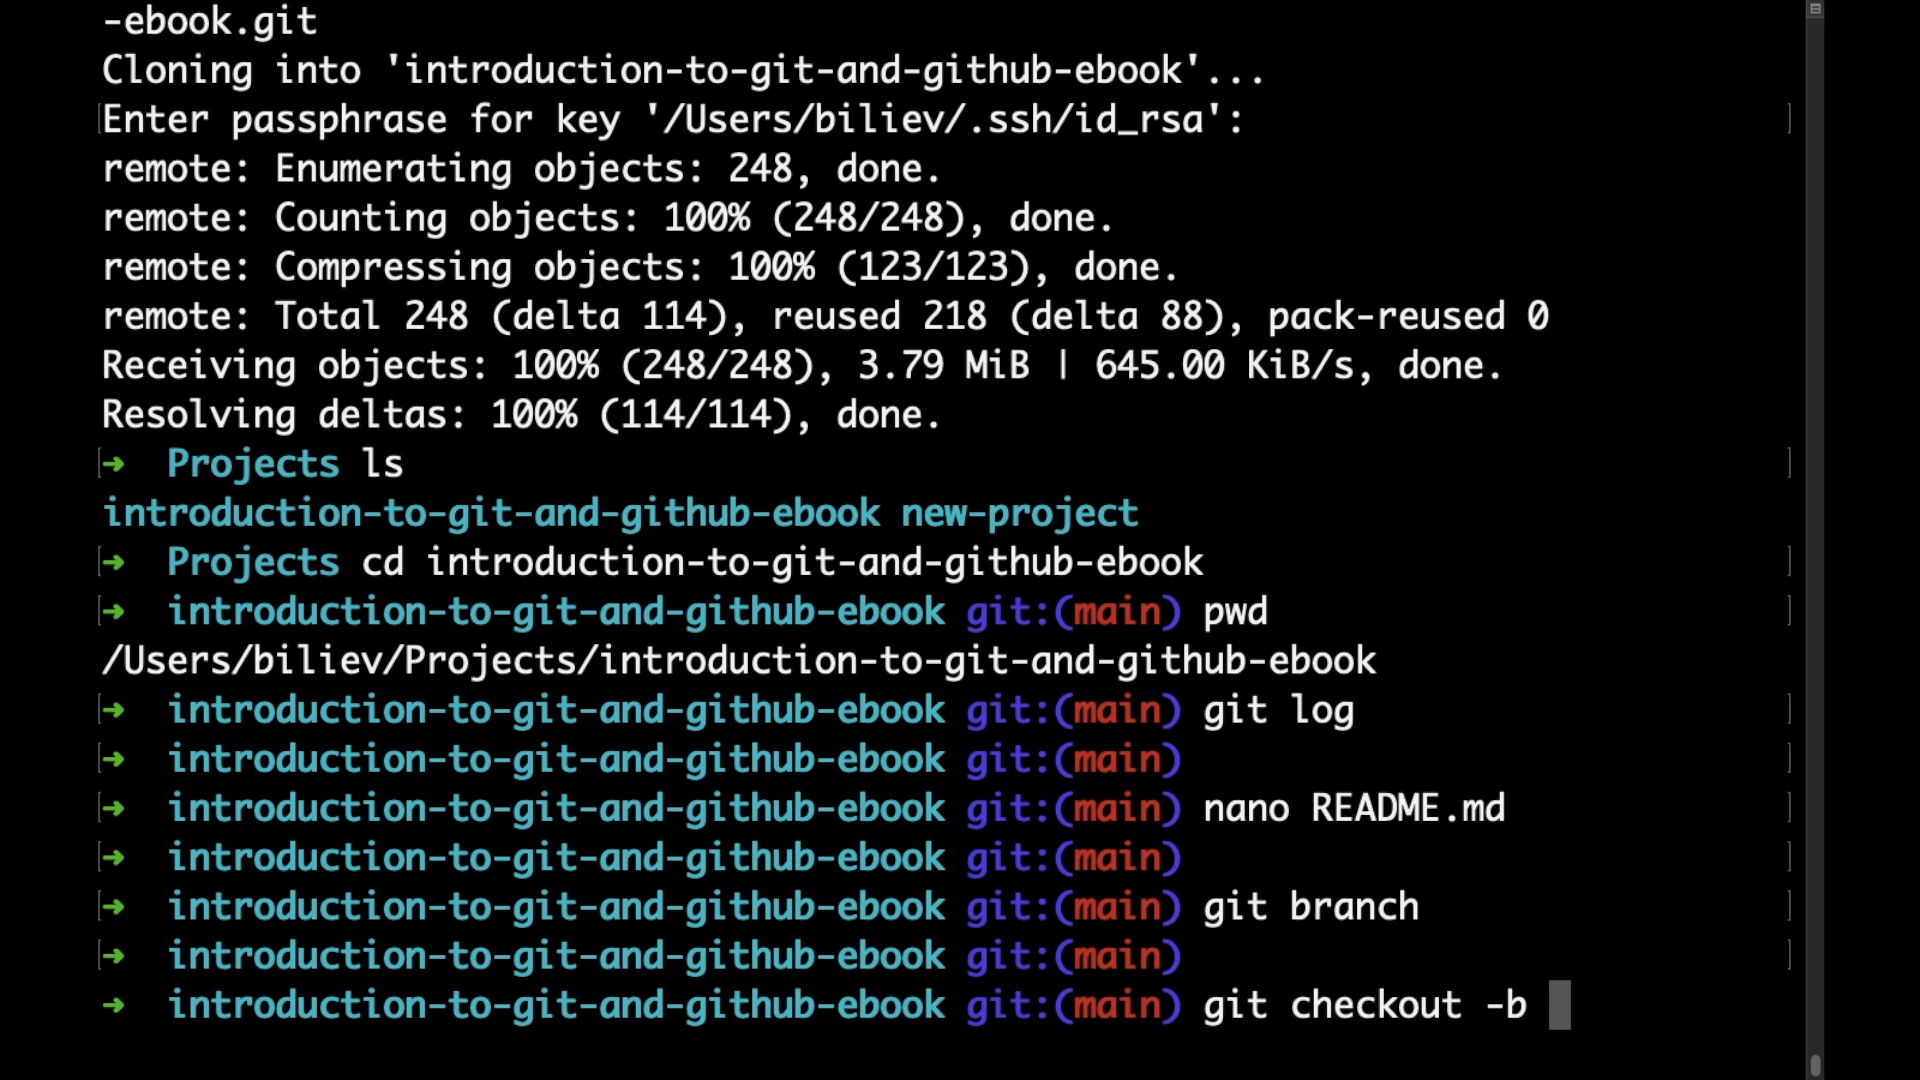 -ebook.git
Cloning into 'introduction-to-git-and-github-ebook'...
Enter passphrase for key '/Users/biliev/.ssh/id_rsa':
remote: Enumerating objects: 248, done.
remote: Counting objects: 100% (248/248), done.
remote: Compressing objects: 100% (123/123), done.
remote: Total 248 (delta 114), reused 218 (delta 88), pack-reused 0
Receiving objects: 100% (248/248), 3.79 MiB | 645.00 KiB/s, done.
Resolving deltas: 100% (114/114), done.
➜  Projects ls
introduction-to-git-and-github-ebook new-project
➜  Projects cd introduction-to-git-and-github-ebook
➜  introduction-to-git-and-github-ebook git:(main) pwd
/Users/biliev/Projects/introduction-to-git-and-github-ebook
➜  introduction-to-git-and-github-ebook git:(main) git log
➜  introduction-to-git-and-github-ebook git:(main)
➜  introduction-to-git-and-github-ebook git:(main) nano README.md
➜  introduction-to-git-and-github-ebook git:(main)
➜  introduction-to-git-and-github-ebook git:(main) git branch
➜  introduction-to-git-and-github-ebook git:(main)
➜  introduction-to-git-and-github-ebook git:(main) git checkout -b